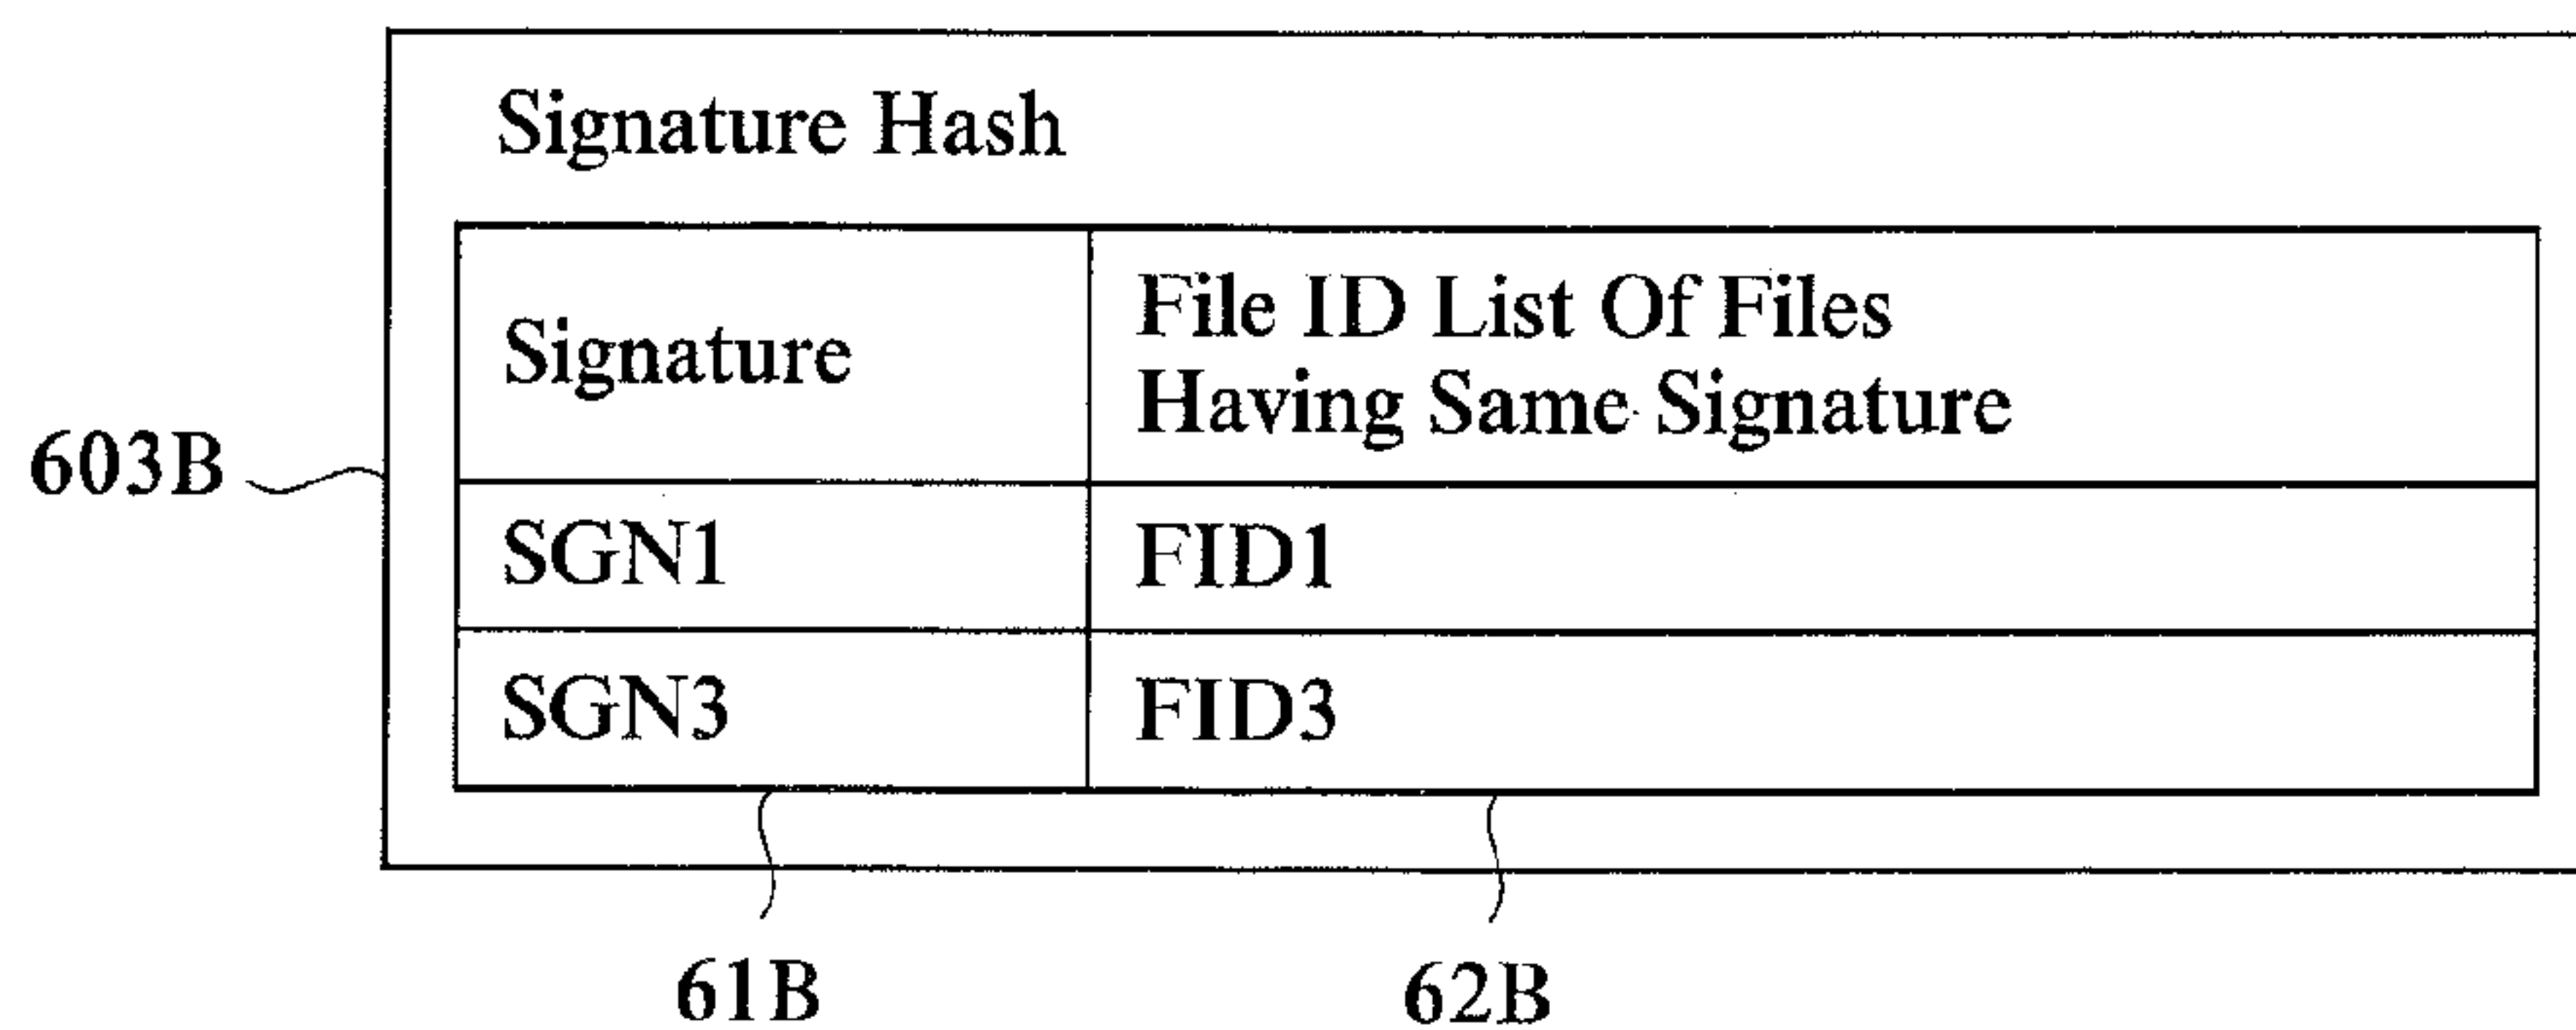 Signature Hash
Signature
File ID List Of Files
Having Same Signature
603B
SGN1
FID1
SGN3
FID3
61B
62B